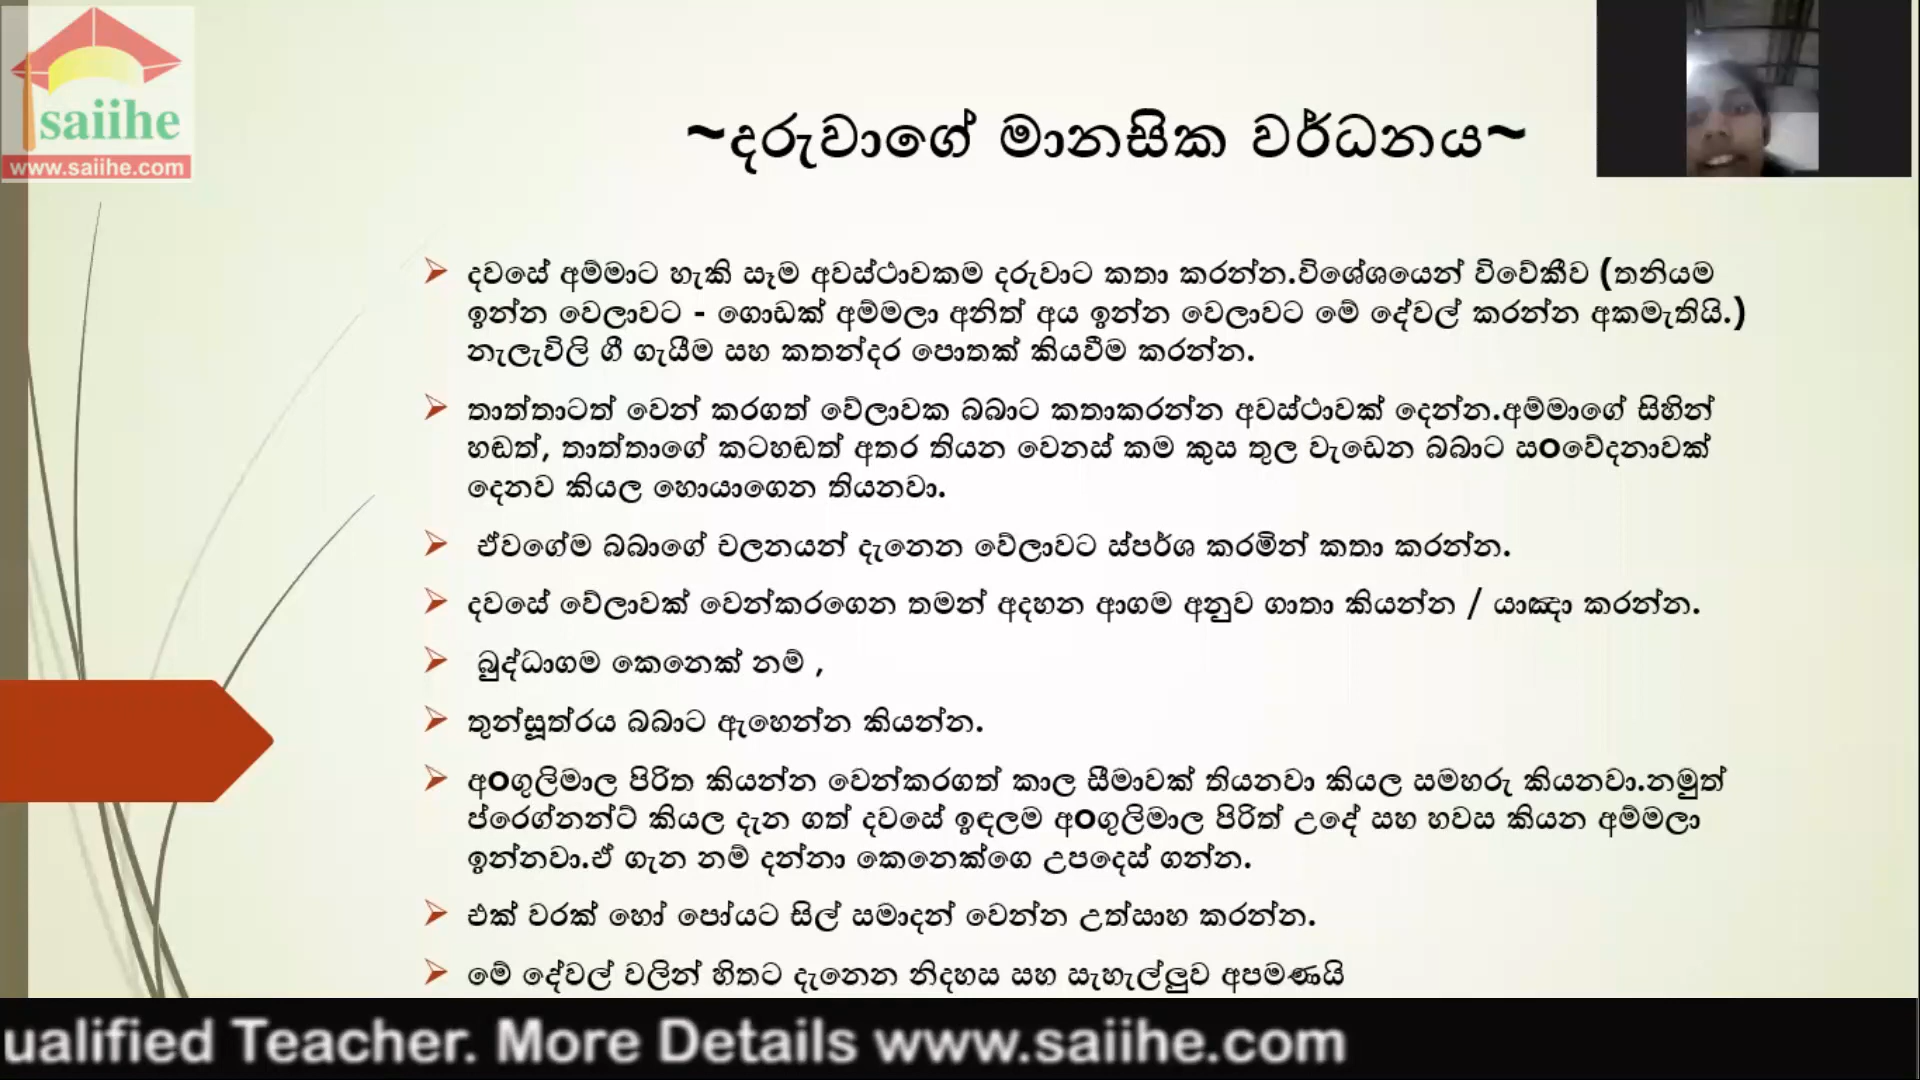 saiihe
www.saiihe.com
~දරුවාගේ මානසික වර්ධනය~
දවසේ අම්මාට හැකි සෑම අවස්ථාවකම දරුවාට කතා කරන්න.විශේශයෙන් විවේකීව (තනියම
ඉන්න වෙලාවට - ගොඩක් අම්මලා අනිත් අය ඉන්න වෙලාවට මේ දේවල් කරන්න අකමැතියි.)
නැලැවිලි ගී ගැයීම සහ කතන්දර පොතක් කියවීම කරන්න.
තාත්තාටත් වෙන් කරගත් වේලාවක බබාට කතාකරන්න අවස්ථාවක් දෙන්න.අම්මාගේ සිහින්
හඬත්, තාත්තාගේ කටහඬත් අතර තියන වෙනස් කම කුස තුල වැඩෙන බබාට ස০වේදනාවක්
දෙනව කියල හොයාගෙන තියනවා.
ඒවගේම බබාගේ චලනයන් දැනෙන වේලාවට ස්පර්ශ කරමින් කතා කරන්න.
දවසේ වේලාවක් වෙන්කරගෙන තමන් අදහන ආගම අනුව ගාතා කියන්න / යාඤා කරන්න.
බුද්ධාගම කෙනෙක් නම් ,
තුන්සූත්රය බබාට ඇහෙන්න කියන්න.
අ০ගුලිමාල පිරිත කියන්න වෙන්කරගත් කාල සීමාවක් තියනවා කියල සමහරු කියනවා.නමුත්
ප්රෙග්නන්ට් කියල දැන ගත් දවසේ ඉඳලම අ০ගුලිමාල පිරිත් උදේ සහ හවස කියන අම්මලා
ඉන්නවා.ඒ ගැන නම් දන්නා කෙනෙක්ගෙ උපදෙස් ගන්න.
එක් වරක් හෝ පෝයට සිල් සමාදන් වෙන්න උත්සාහ කරන්න.
මේ දේවල් වලින් හිතට දැනෙන නිදහස සහ සැහැල්ලුව අපමණයි
ualified Teacher. More Details www.saiihe.com